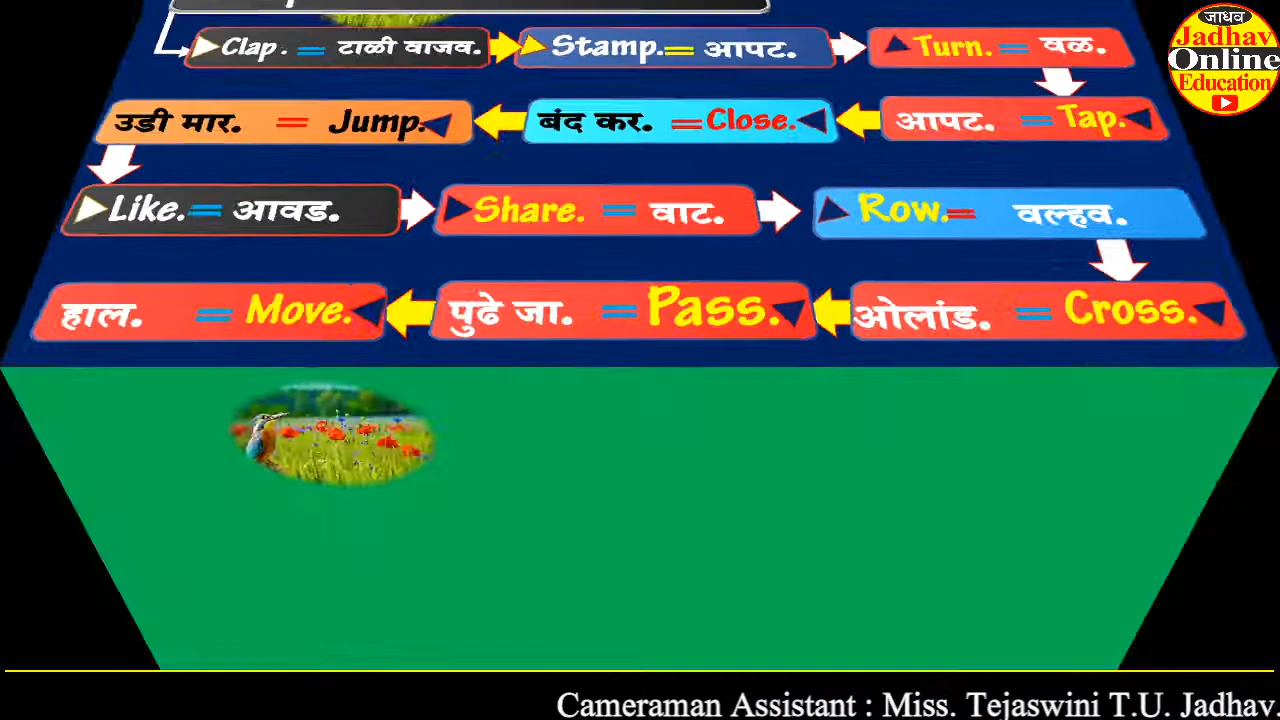 Clap. = टाळी वाजव. Stamp. = आपट. Turn. = वळ.
उडी मार. = Jump. बंद कर. = Close. आपट. = Tap.
Like. = आवड. Share. = वाट. Row. = वल्हव.
हाल. = Move. पुढे जा. = Pass. ओलांड. = Cross.
जाधव
Jadhav
Online
Education
Cameraman Assistant : Miss. Tejaswini T.U. Jadhav.